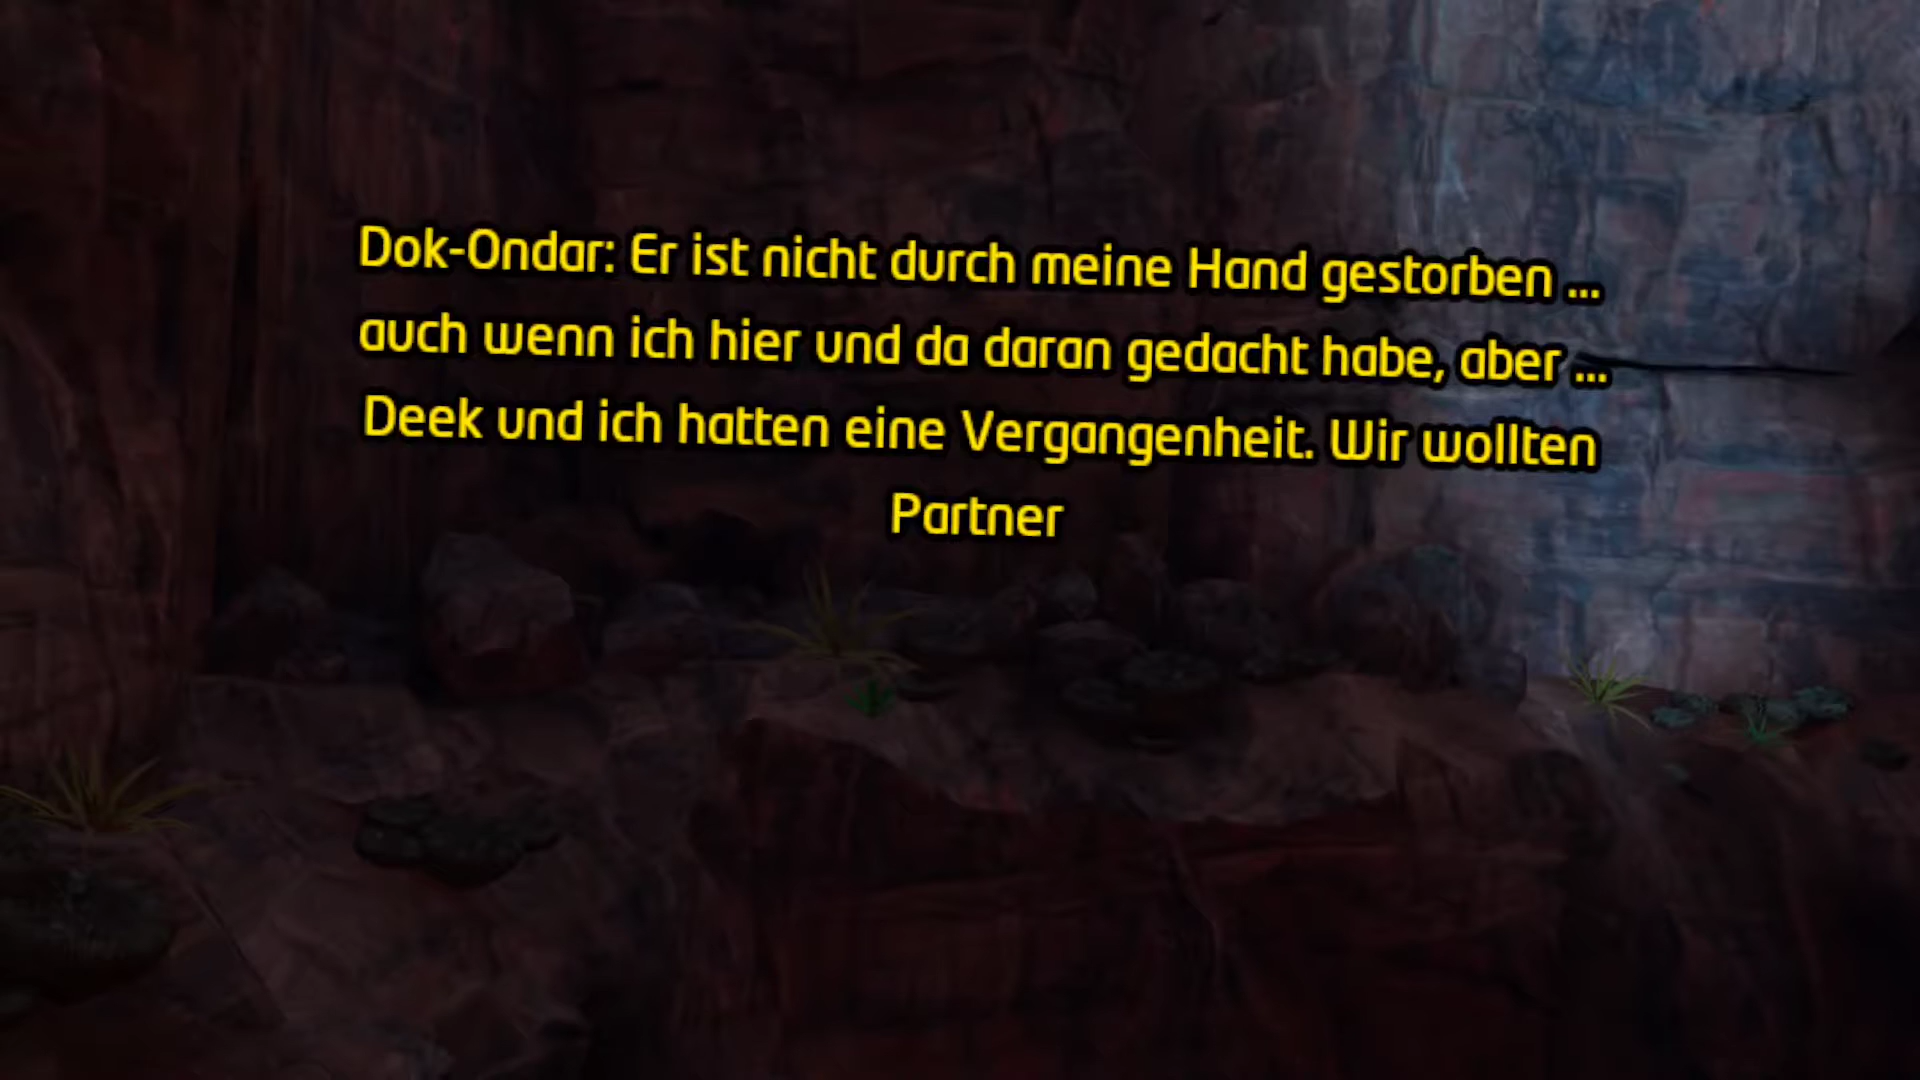 Dok-Ondar: Er ist nicht durch meine Hand gestorben ...
auch wenn ich hier und da daran gedacht habe, aber ...
Deek und ich hatten eine Vergangenheit. Wir wollten
Partner